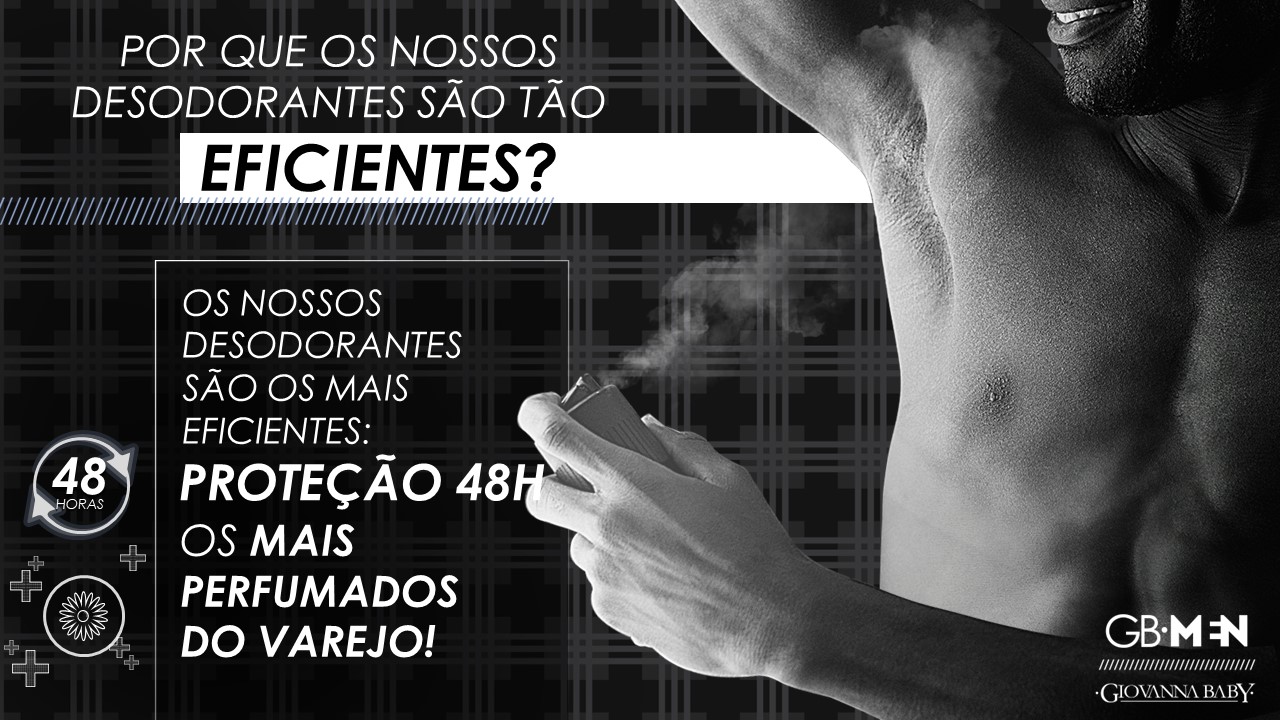 POR QUE OS NOSSOS
DESODORANTES SÃO TÃO
EFICIENTES?
OS NOSSOS
DESODORANTES
SÃO OS MAIS
EFICIENTES:
PROTEÇÃO 48H
OS MAIS
PERFUMADOS
DO VAREJO!
48
HORAS
GB·MEN
·GIOVANNA BABY·